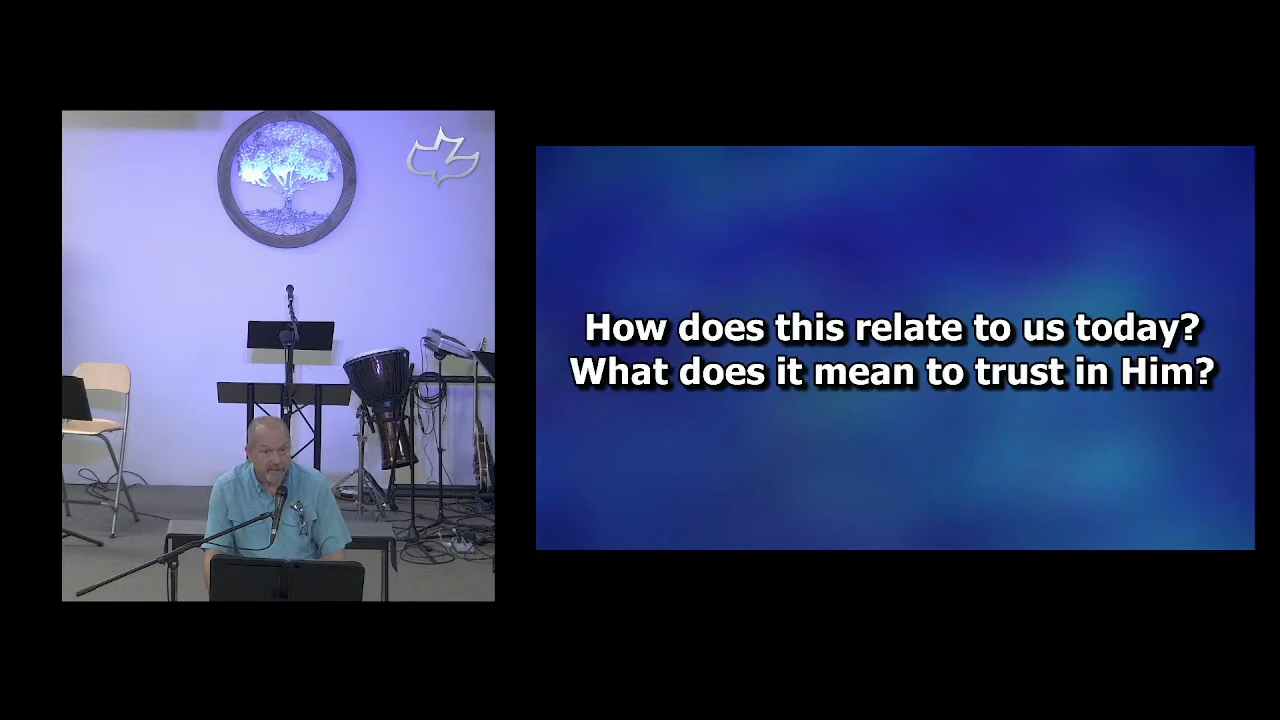 How does this relate to us today?
What does it mean to trust in Him?